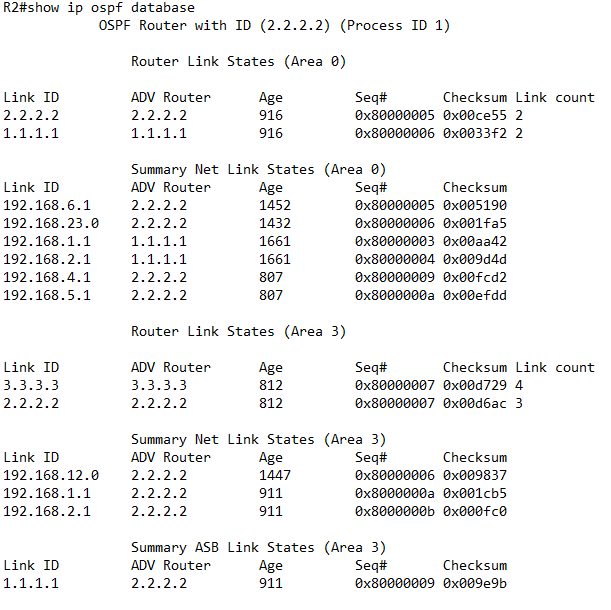 R2#show ip ospf database
OSPF Router with ID (2.2.2.2) (Process ID 1)
Router Link States (Area 0)
Link ID ADV Router Age Seq# Checksum Link count
2.2.2.2 2.2.2.2 916 0x80000005 0x00ce55 2
1.1.1.1 1.1.1.1 916 0x80000006 0x0033f2 2
Summary Net Link States (Area 0)
Link ID ADV Router Age Seq# Checksum
192.168.6.1 2.2.2.2 1452 0x80000005 0x005190
192.168.23.0 2.2.2.2 1432 0x80000006 0x001fa5
192.168.1.1 1.1.1.1 1661 0x80000003 0x00aa42
192.168.2.1 1.1.1.1 1661 0x80000004 0x009d4d
192.168.4.1 2.2.2.2 807 0x80000009 0x00fcd2
192.168.5.1 2.2.2.2 807 0x8000000a 0x00efdd
Router Link States (Area 3)
Link ID ADV Router Age Seq# Checksum Link count
3.3.3.3 3.3.3.3 812 0x80000007 0x00d729 4
2.2.2.2 2.2.2.2 812 0x80000007 0x00d6ac 3
Summary Net Link States (Area 3)
Link ID ADV Router Age Seq# Checksum
192.168.12.0 2.2.2.2 1447 0x80000006 0x009837
192.168.1.1 2.2.2.2 911 0x8000000a 0x001cb5
192.168.2.1 2.2.2.2 911 0x8000000b 0x000fc0
Summary ASB Link States (Area 3)
Link ID ADV Router Age Seq# Checksum
1.1.1.1 2.2.2.2 911 0x80000009 0x009e9b